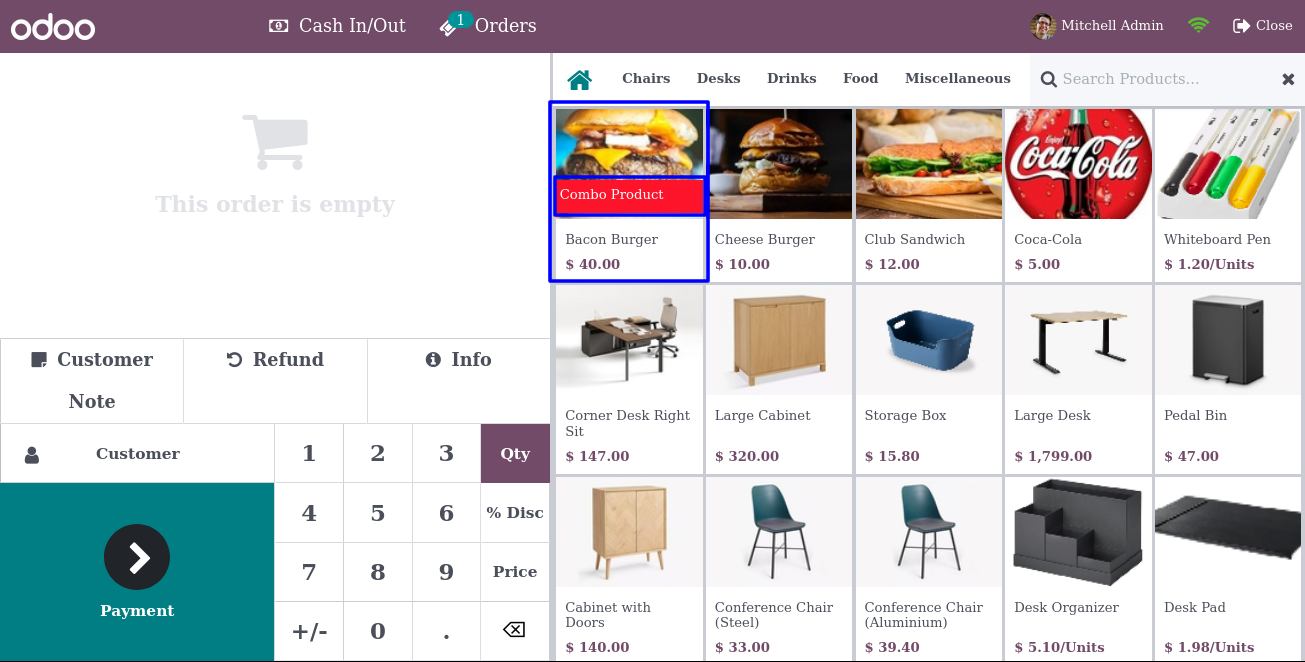 odoo
Cash In/Out
1
Orders
Mitchell Admin
Close
Chairs
Desks
Drinks
Food
Miscellaneous
Search Products...
This order is empty
Combo Product
Enjoy
Coca-Cola
Bacon Burger
$ 40.00
Cheese Burger
$ 10.00
Club Sandwich
$ 12.00
Coca-Cola
$ 5.00
Whiteboard Pen
$ 1.20/Units
Corner Desk Right
Sit
$ 147.00
Large Cabinet
$ 320.00
Storage Box
$ 15.80
Large Desk
$ 1,799.00
Pedal Bin
$ 47.00
Cabinet with
Doors
$ 140.00
Conference Chair
(Steel)
$ 33.00
Conference Chair
(Aluminium)
$ 39.40
Desk Organizer
$ 5.10/Units
Desk Pad
$ 1.98/Units
Customer
Note
Refund
Info
Customer
1
2
3
Qty
4
5
6
% Disc
7
8
9
Price
+/-
0
.
Payment